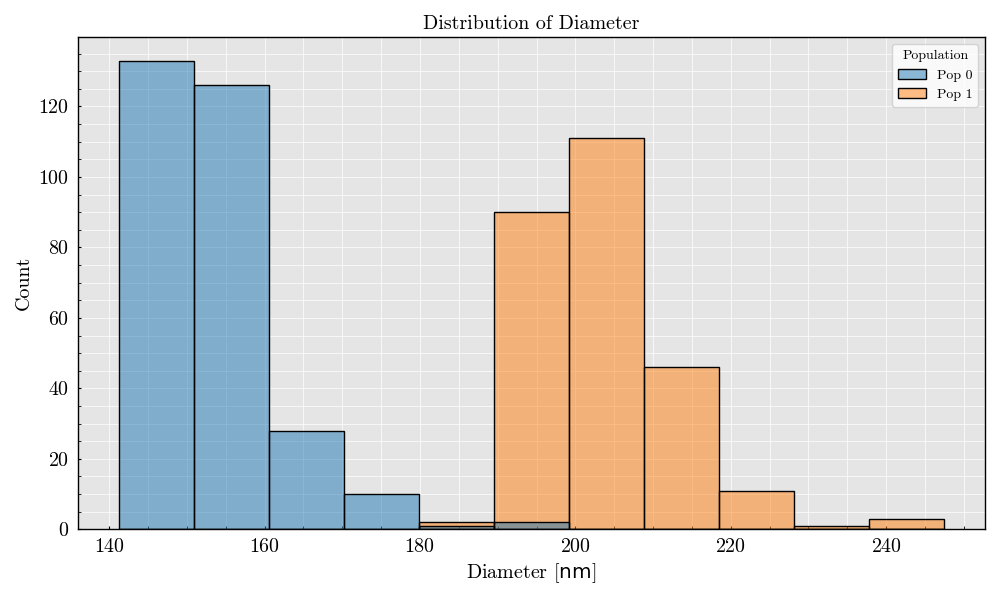 Distribution of Diameter
Population
Pop 0
Pop 1
Count
120
100
80
60
40
20
0
140 160 180 200 220 240
Diameter [nm]